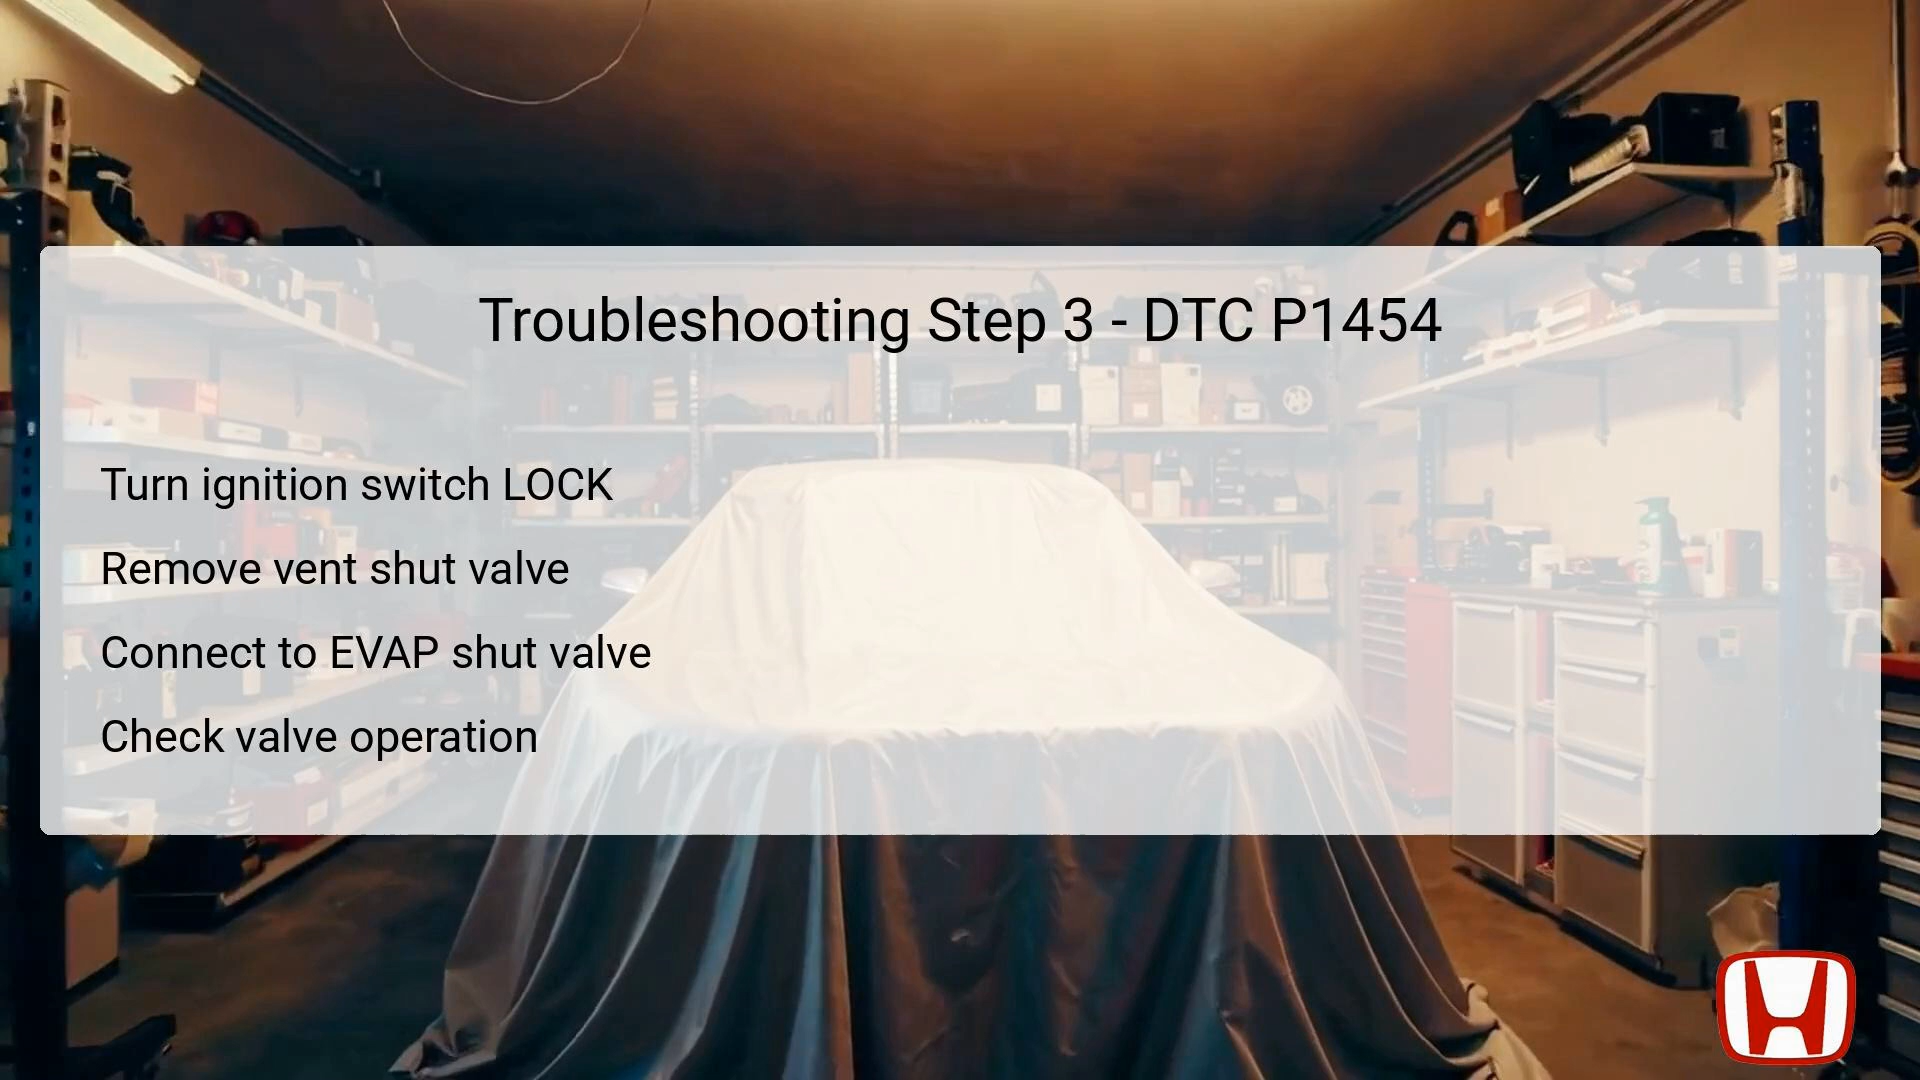 Troubleshooting Step 3 - DTC P1454
Turn ignition switch LOCK
Remove vent shut valve
Connect to EVAP shut valve
Check valve operation